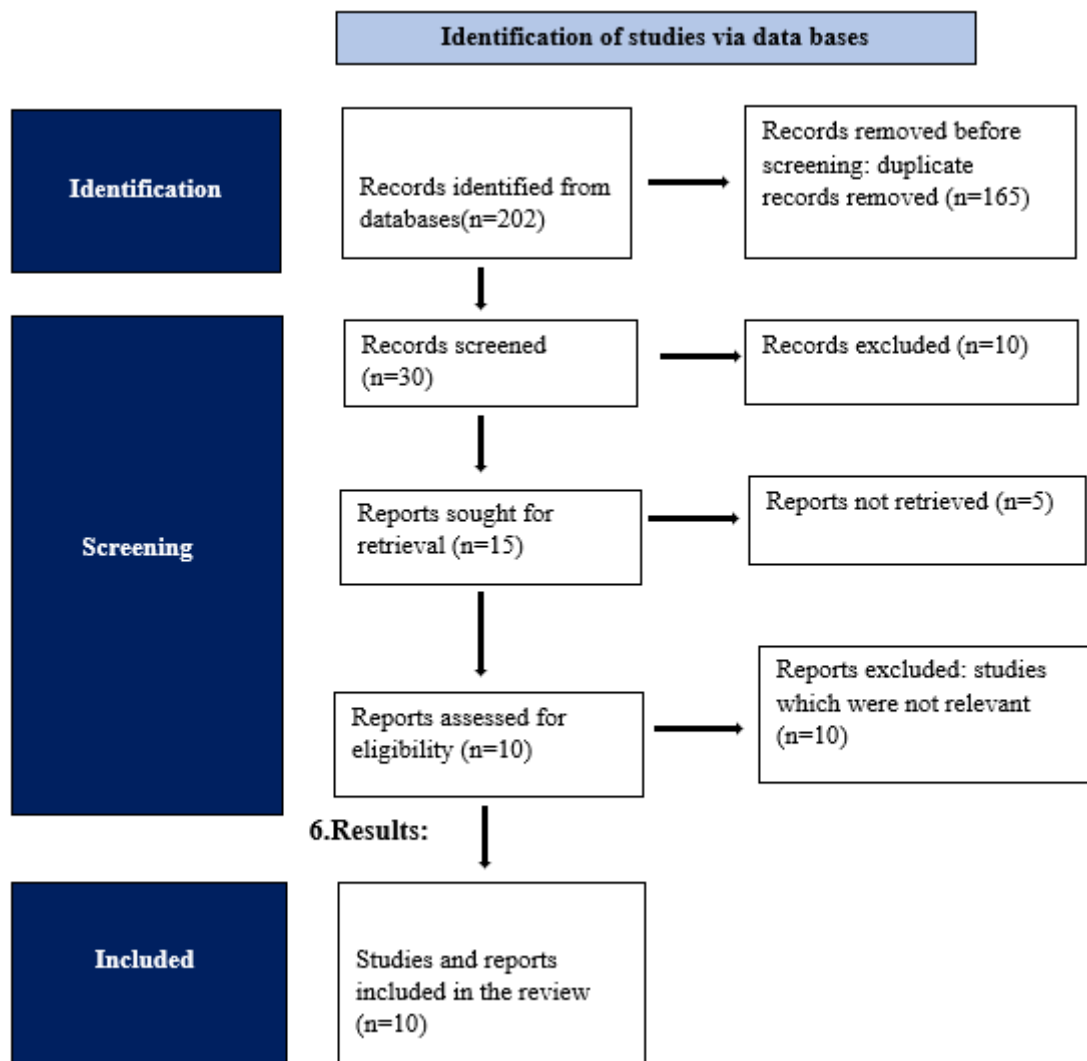 Identification of studies via data bases
Identification
Records identified from
databases(n=202)
Records removed before
screening: duplicate
records removed (n=165)
Screening
Records screened
(n=30)
Records excluded (n=10)
Reports sought for
retrieval (n=15)
Reports not retrieved (n=5)
Reports assessed for
eligibility (n=10)
Reports excluded: studies
which were not relevant
(n=10)
6.Results:
Included
Studies and reports
included in the review
(n=10)